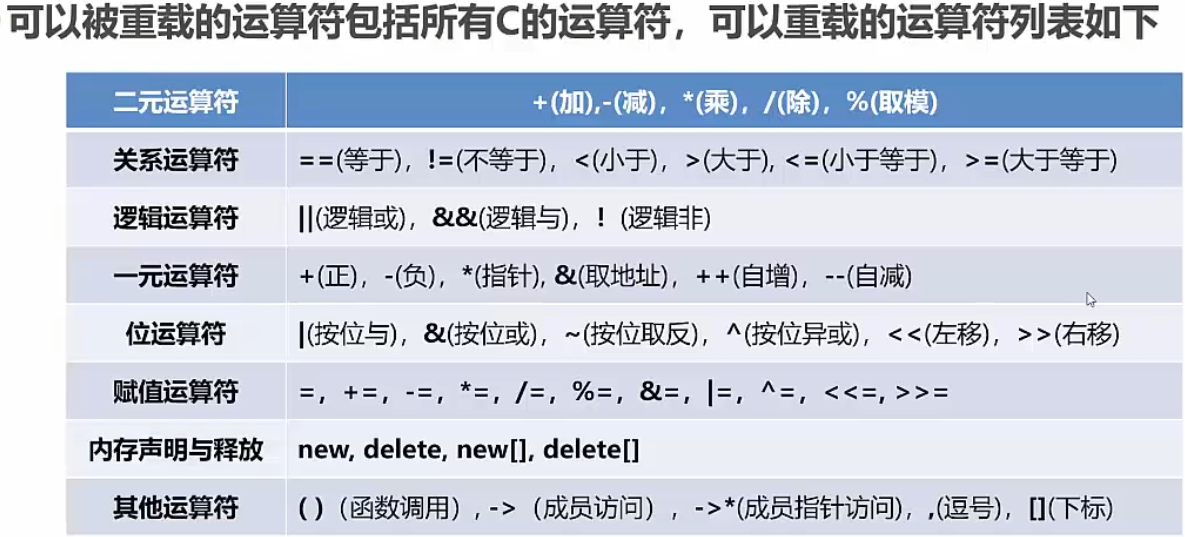 可以被重载的运算符包括所有C的运算符，可以重载的运算符列表如下
二元运算符 +(加),-(减)，*(乘)，/(除)，%(取模)
关系运算符 ==(等于)，!=(不等于)，<(小于)，>(大于), <=(小于等于)，>=(大于等于)
逻辑运算符 ||(逻辑或)，&&(逻辑与)，! (逻辑非)
一元运算符 +(正)，-(负)，*(指针), &(取地址)，++(自增)，--(自减)
位运算符 |(按位与)，&(按位或)，~(按位取反)，^(按位异或)，<<(左移)，>>(右移)
赋值运算符 =，+=，-=，*=，/=，%=，&=，|=，^=，<<=, >>=
内存声明与释放 new, delete, new[], delete[]
其他运算符 ( )（函数调用）, ->（成员访问）, ->*(成员指针访问)，,(逗号)，[](下标)